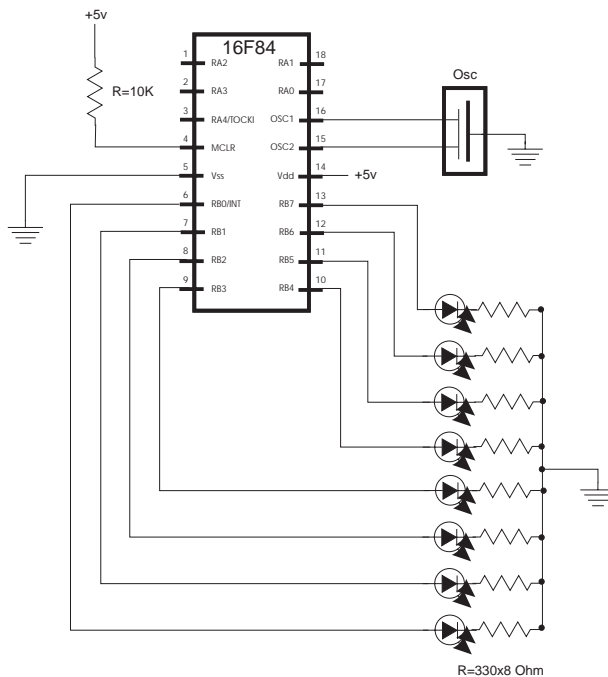 +5v
16F84
R=10K
Osc
1 RA2 RA1 18
2 RA3 RA0 17
3 RA4/TOCKI OSC1 16
4 MCLR OSC2 15
5 Vss Vdd 14 +5v
6 RB0/INT RB7 13
7 RB1 RB6 12
8 RB2 RB5 11
9 RB3 RB4 10
R=330x8 Ohm